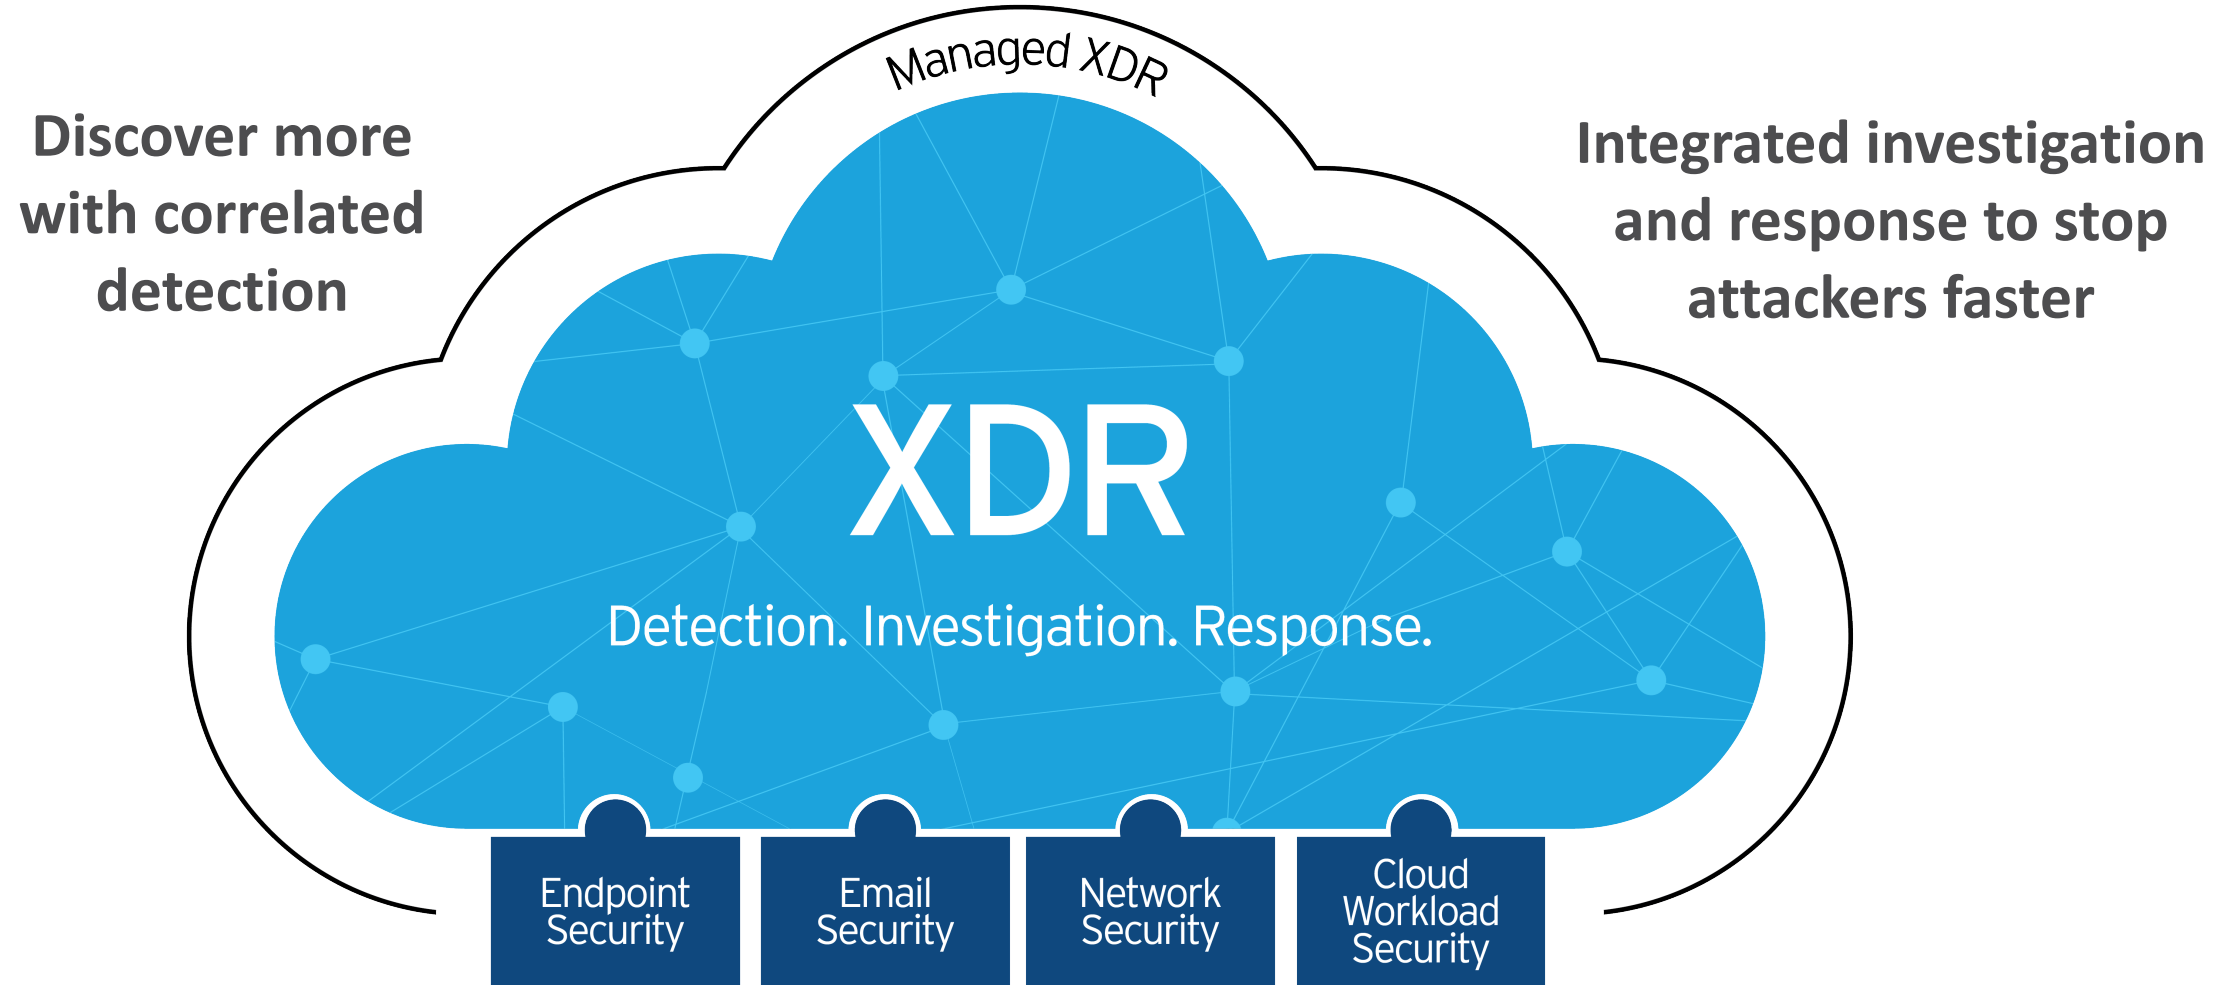 Managed XDR
Discover more
with correlated
detection
Integrated investigation
and response to stop
attackers faster
XDR
Detection. Investigation. Response.
Endpoint
Security
Email
Security
Network
Security
Cloud
Workload
Security